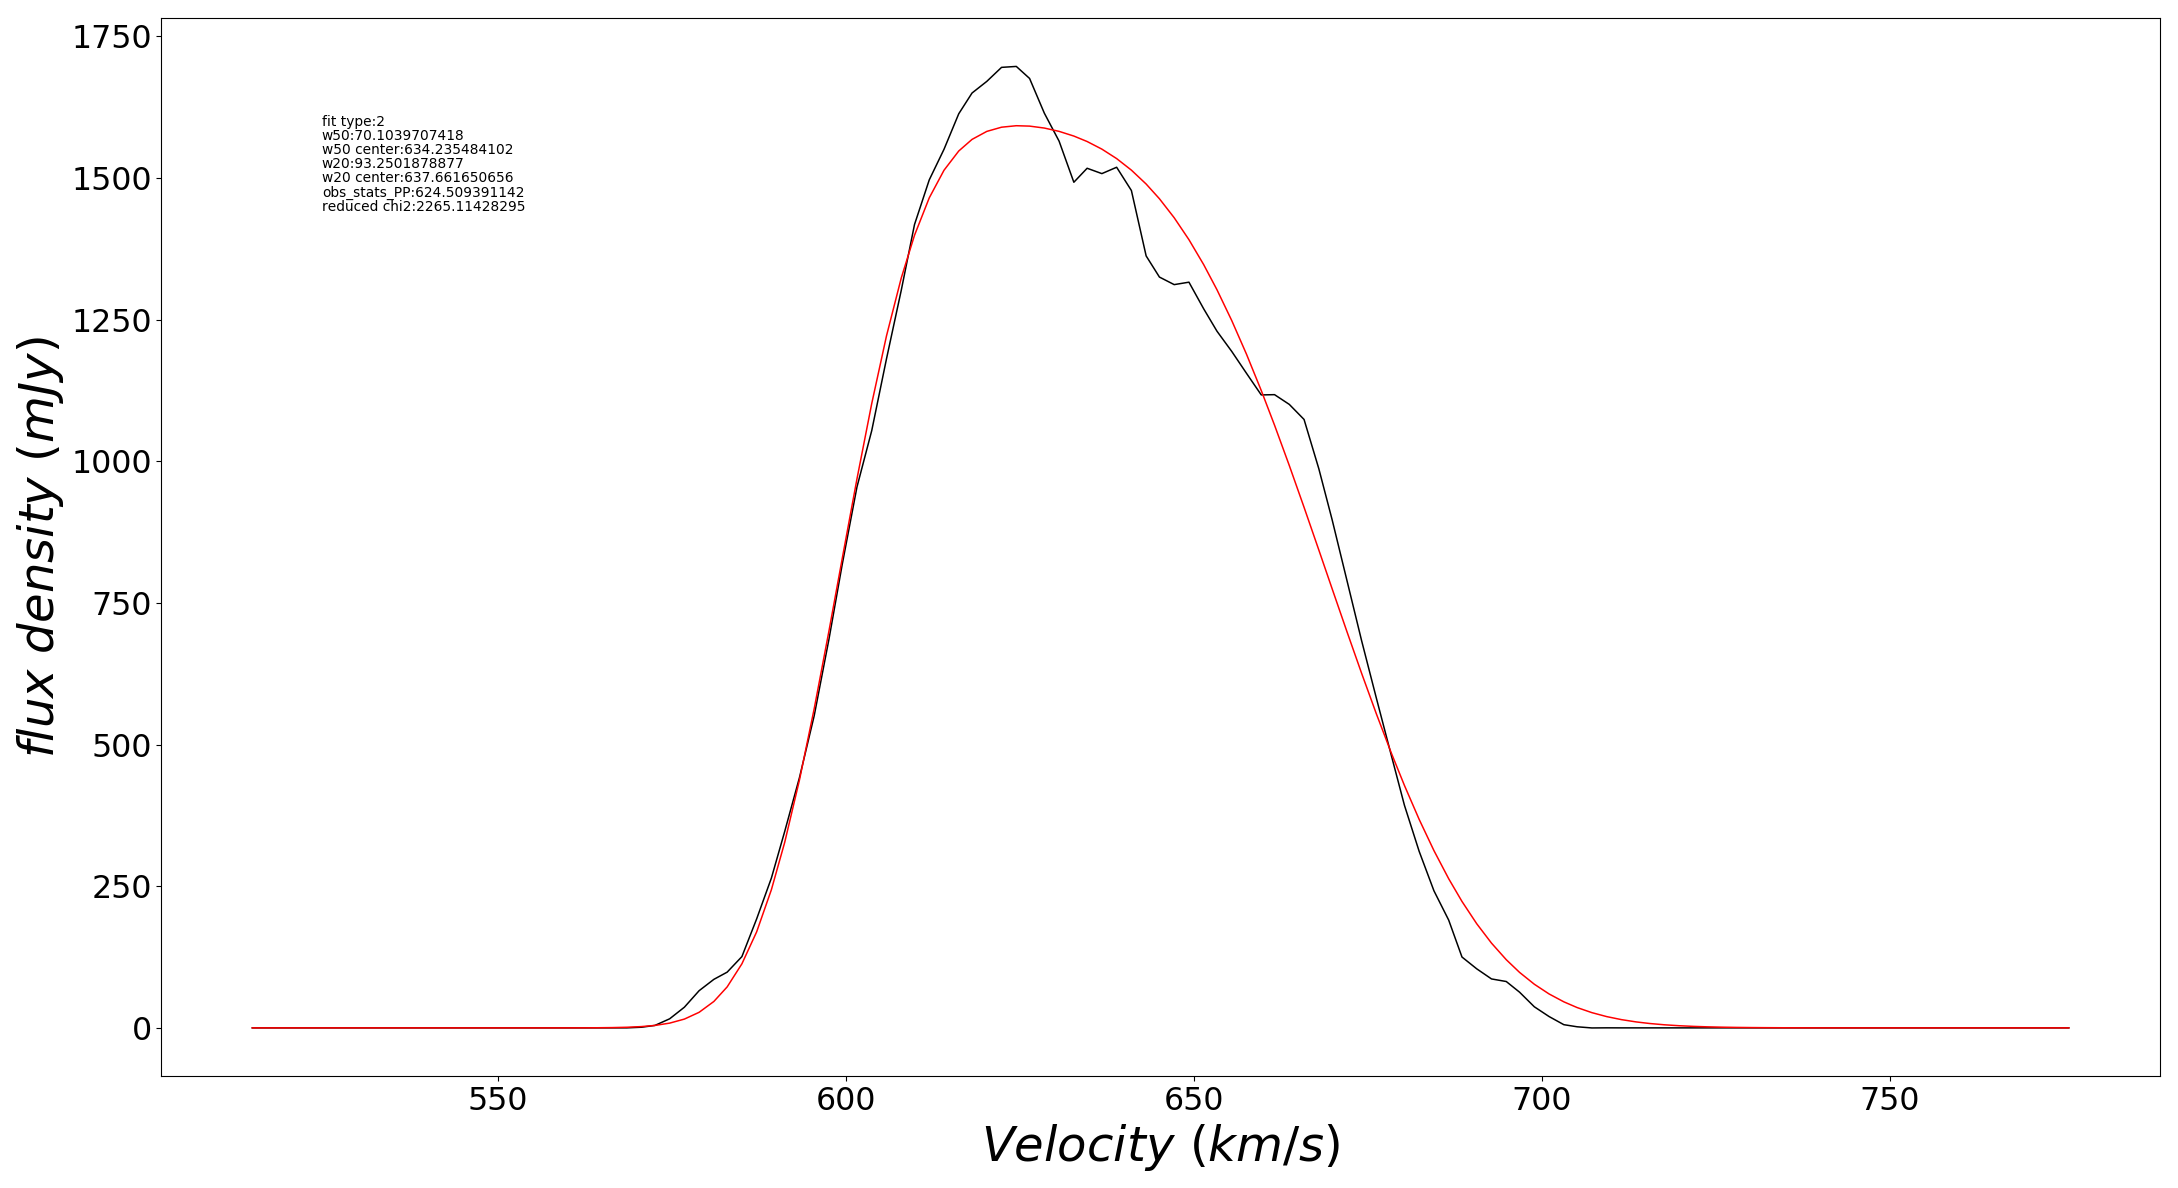 1750
1500
1250
1000
750
500
250
0
flux density (mJy)
fit type:2
w50:70.1039707418
w50 center:634.235484102
w20:93.2501878877
w20 center:637.661650656
obs_stats_PP:624.509391142
reduced chi2:2265.11428295
550 600 650 700 750
Velocity (km/s)